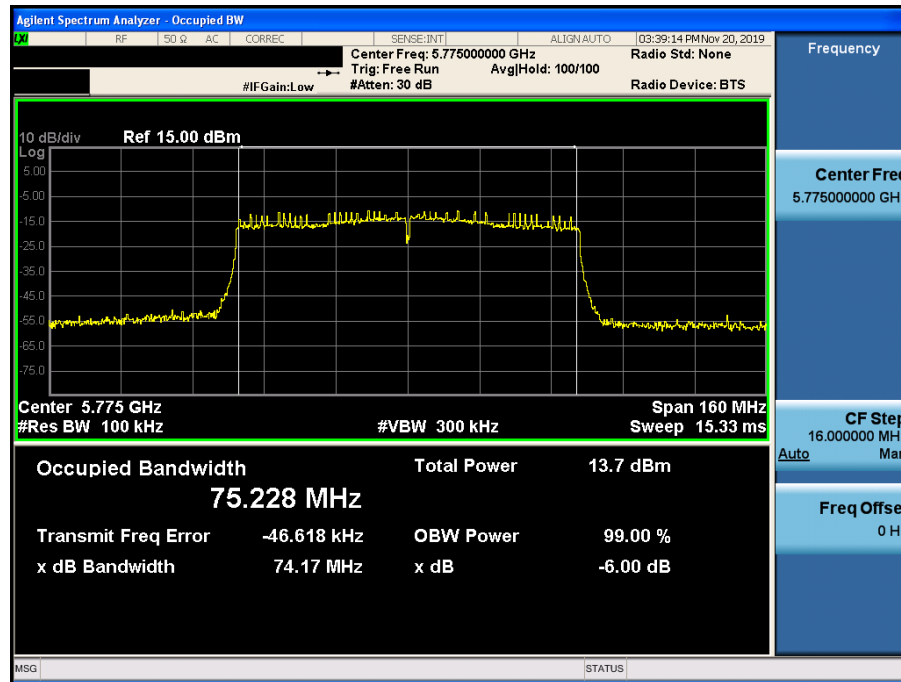 Agilent Spectrum Analyzer - Occupied BW
LXI RF 50 Ω AC CORREC SENSE:INT ALIGN AUTO 03:39:14 PM Nov 20, 2019
Center Freq: 5.775000000 GHz Radio Std: None
Trig: Free Run Avg|Hold: 100/100
#IFGain:Low #Atten: 30 dB Radio Device: BTS
10 dB/div Ref 15.00 dBm
Log
5.00
-5.00
-15.0
-25.0
-35.0
-45.0
-55.0
-65.0
-75.0
Center 5.775 GHz Span 160 MHz
#Res BW 100 kHz #VBW 300 kHz Sweep 15.33 ms
Occupied Bandwidth Total Power 13.7 dBm
75.228 MHz
Transmit Freq Error -46.618 kHz OBW Power 99.00 %
x dB Bandwidth 74.17 MHz x dB -6.00 dB
MSG STATUS
Frequency
Center Fre
5.775000000 GH
CF Step
16.000000 MH
Auto Ma
Freq Offse
0 H